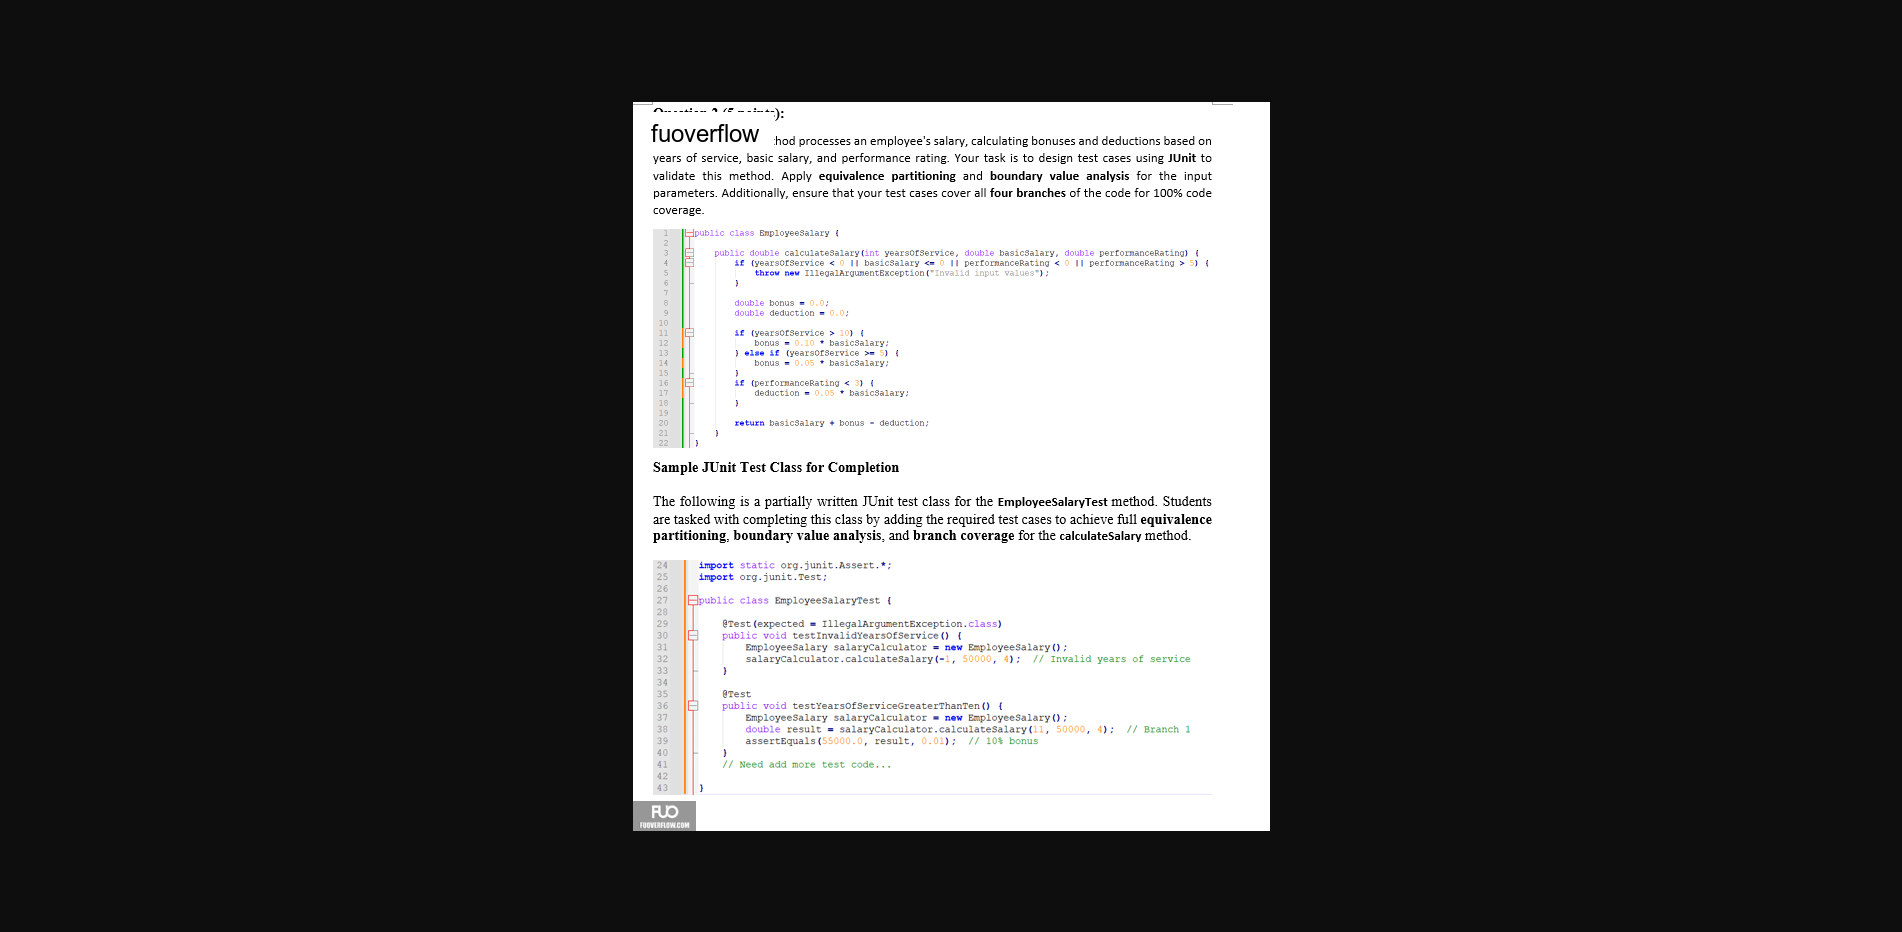 Question 2 (5 points):
fuoverflow
processes an employee's salary, calculating bonuses and deductions based on
years of service, basic salary, and performance rating. Your task is to design test cases using JUnit to
validate this method. Apply equivalence partitioning and boundary value analysis for the input
parameters. Additionally, ensure that your test cases cover all four branches of the code for 100% code
coverage.
1 public class EmployeeSalary {
2
3 public double calculateSalary(int yearsOfService, double basicSalary, double performanceRating) {
4 if (yearsOfService < 0 || basicSalary <= 0 || performanceRating < 0 || performanceRating > 5) {
5 throw new IllegalArgumentException("Invalid input values");
6 }
7
8 double bonus = 0.0;
9 double deduction = 0.0;
10
11 if (yearsOfService > 10) {
12 bonus = 0.10 * basicSalary;
13 } else if (yearsOfService >= 5) {
14 bonus = 0.05 * basicSalary;
15 }
16 if (performanceRating < 3) {
17 deduction = 0.05 * basicSalary;
18 }
19
20 return basicSalary + bonus - deduction;
21 }
22 }
Sample JUnit Test Class for Completion
The following is a partially written JUnit test class for the EmployeeSalaryTest method. Students
are tasked with completing this class by adding the required test cases to achieve full equivalence
partitioning, boundary value analysis, and branch coverage for the calculateSalary method.
24 import static org.junit.Assert.*;
25 import org.junit.Test;
26
27 public class EmployeeSalaryTest {
28
29 @Test(expected = IllegalArgumentException.class)
30 public void testInvalidYearsOfService() {
31 EmployeeSalary salaryCalculator = new EmployeeSalary();
32 salaryCalculator.calculateSalary(-1, 50000, 4); // Invalid years of service
33 }
34
35 @Test
36 public void testYearsOfServiceGreaterThanTen() {
37 EmployeeSalary salaryCalculator = new EmployeeSalary();
38 double result = salaryCalculator.calculateSalary(11, 50000, 4); // Branch 1
39 assertEquals(55000.0, result, 0.01); // 10% bonus
40 }
41 // Need add more test code...
42
43 }
FUO
FUOVERFLOW.COM